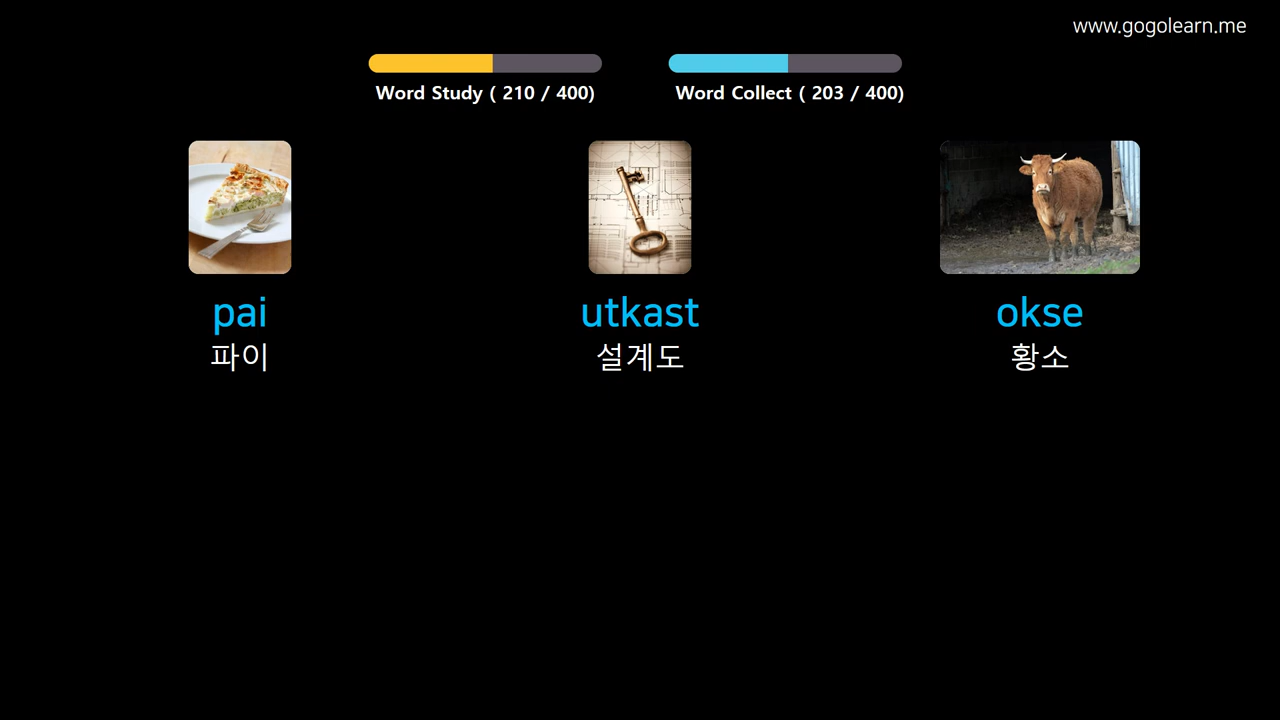 www.gogolearn.me
Word Study ( 210 / 400)
Word Collect ( 203 / 400)
pai
utkast
okse
파이
설계도
황소